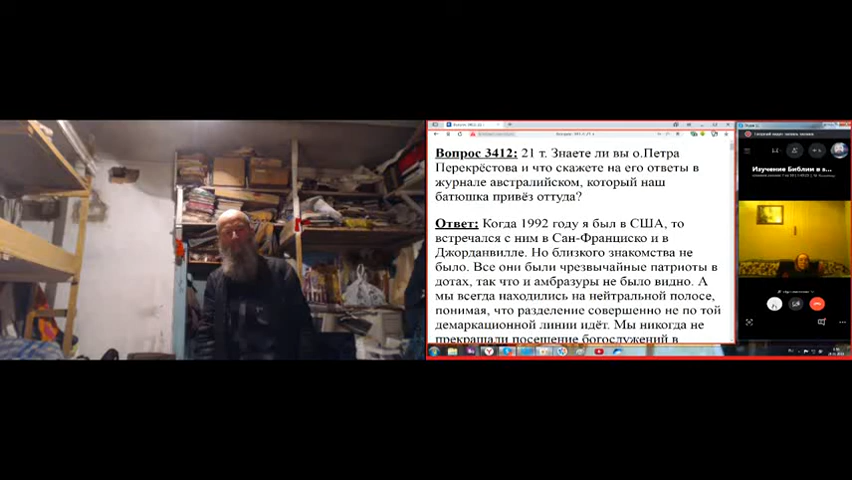 Вопрос 3412: 21 т. Знаете ли вы о.Петра
Перекрёстова и что скажете на его ответы в
журнале австралийском, который наш
батюшка привёз оттуда?
Ответ: Когда 1992 году я был в США, то
встречался с ним в Сан-Франциско и в
Джорданвилле. Но близкого знакомства не
было. Все они были чрезвычайные патриоты в
дотах, так что и амбразуры не было видно. А
мы всегда находились на нейтральной полосе,
понимая, что разделение совершенно не по той
демаркационной линии идёт. Мы никогда не
прекращали посещение богослужений в
Изучение Библии и в...